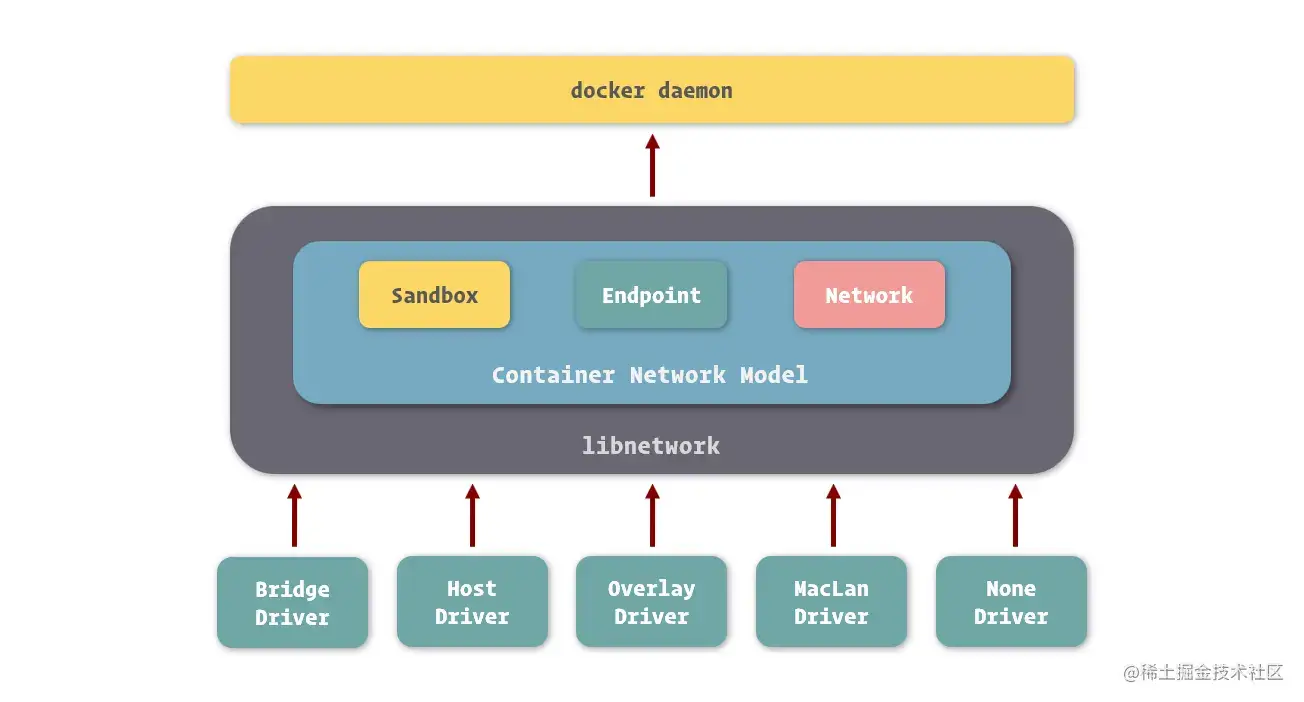 docker daemon
Sandbox
Endpoint
Network
Container Network Model
libnetwork
Bridge
Driver
Host
Driver
Overlay
Driver
MacLan
Driver
None
Driver
@稀土掘金技术社区